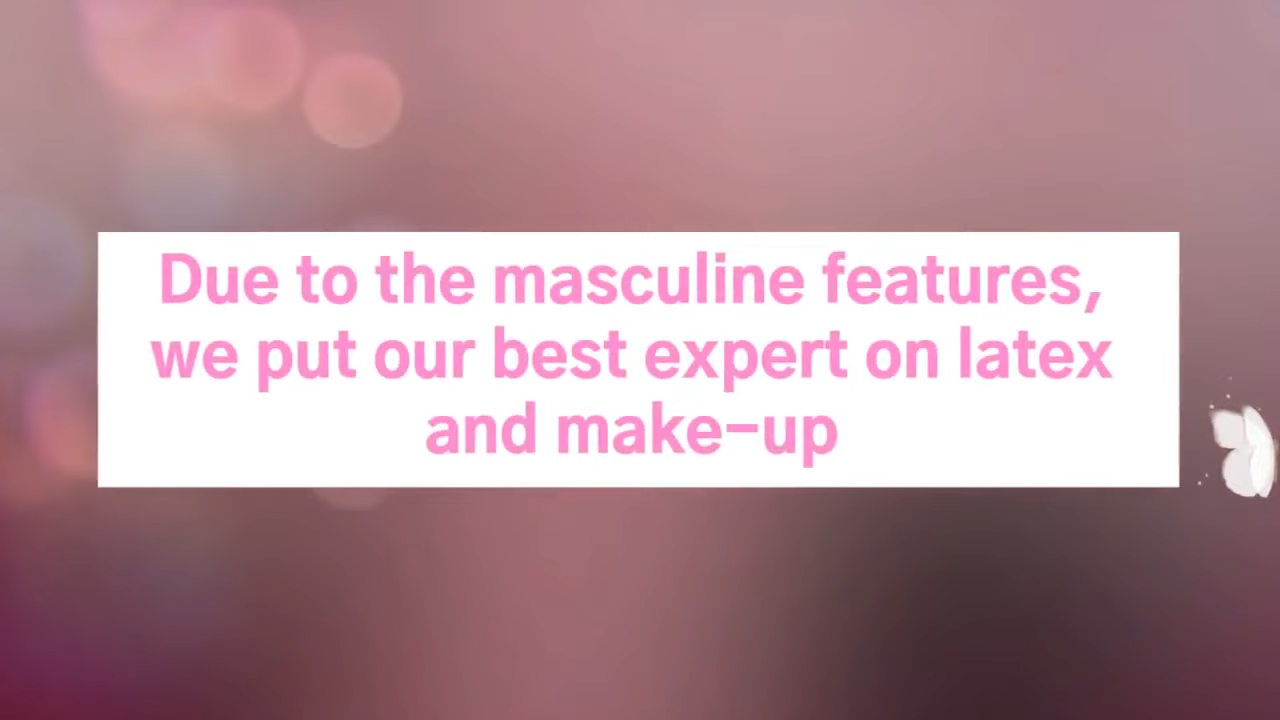 Due to the masculine features,
we put our best expert on latex
and make-up